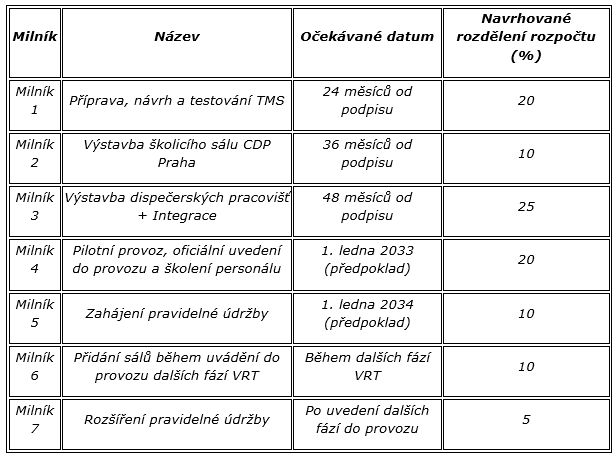 Milník Název Očekávané datum Navrhované rozdělení rozpočtu (%)
Milník 1 Příprava, návrh a testování TMS 24 měsíců od podpisu 20
Milník 2 Výstavba školicího sálu CDP Praha 36 měsíců od podpisu 10
Milník 3 Výstavba dispečerských pracovišť + Integrace 48 měsíců od podpisu 25
Milník 4 Pilotní provoz, oficiální uvedení do provozu a školení personálu 1. ledna 2033 (předpoklad) 20
Milník 5 Zahájení pravidelné údržby 1. ledna 2034 (předpoklad) 10
Milník 6 Přidání sálů během uvádění do provozu dalších fází VRT Během dalších fází VRT 10
Milník 7 Rozšíření pravidelné údržby Po uvedení dalších fází do provozu 5